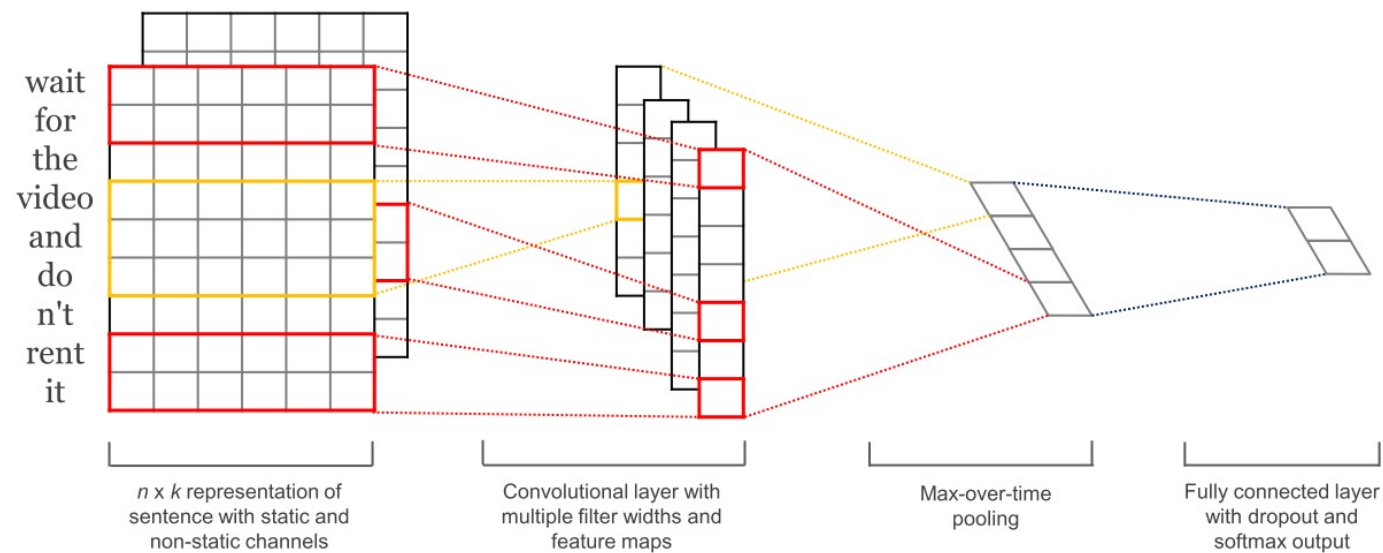 wait
for
the
video
and
do
n't
rent
it
n x k representation of
sentence with static and
non-static channels
Convolutional layer with
multiple filter widths and
feature maps
Max-over-time
pooling
Fully connected layer
with dropout and
softmax output